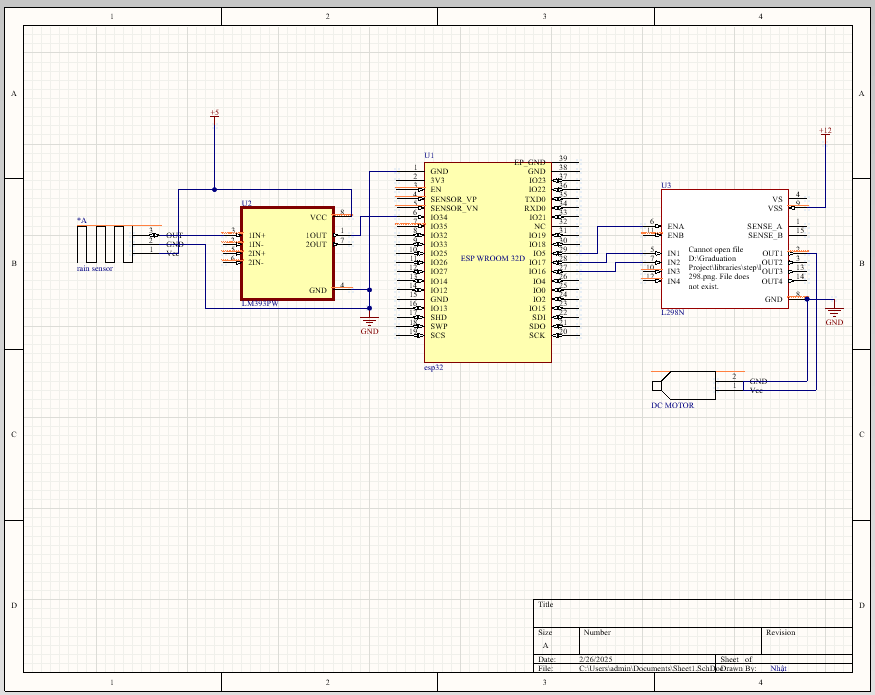 1 2 3 4
A A
B B
C C
D D
1 2 3 4
+5
+12
*A
rain sensor
3 OUT
2 GND
1 Vcc
U2
VCC 8
3 1IN+ 1OUT 1
2 1IN- 2OUT 7
5 2IN+
6 2IN-
GND 4
LM393PW
GND
U1
EP_GND 39
1 GND GND 38
2 3V3 IO23 37
3 EN IO22 36
4 SENSOR_VP TXD0 35
5 SENSOR_VN RXD0 34
6 IO34 IO21 33
7 IO35 NC 32
8 IO32 IO19 31
9 IO33 IO18 30
10 IO25 IO5 29
11 IO26 IO17 28
12 IO27 IO16 27
13 IO14 IO4 26
14 IO12 IO0 25
15 GND IO2 24
16 IO13 IO15 23
17 SHD SDI 22
18 SWP SDO 21
19 SCS SCK 20
ESP WROOM 32D
esp32
U3
VS 4
VSS 9
6 ENA SENSE_A 1
11 ENB SENSE_B 15
5 IN1 OUT1 2
7 IN2 OUT2 3
10 IN3 OUT3 13
12 IN4 OUT4 14
GND 8
Cannot open file
D:\Graduation
Project\libraries\step\l
298.png. File does
not exist.
L298N
GND
2 GND
1 Vcc
DC MOTOR
Title
Size Number Revision
A
Date: 2/26/2025 Sheet of
File: C:\Users\admin\Documents\Sheet1.SchDoc Drawn By: Nhật